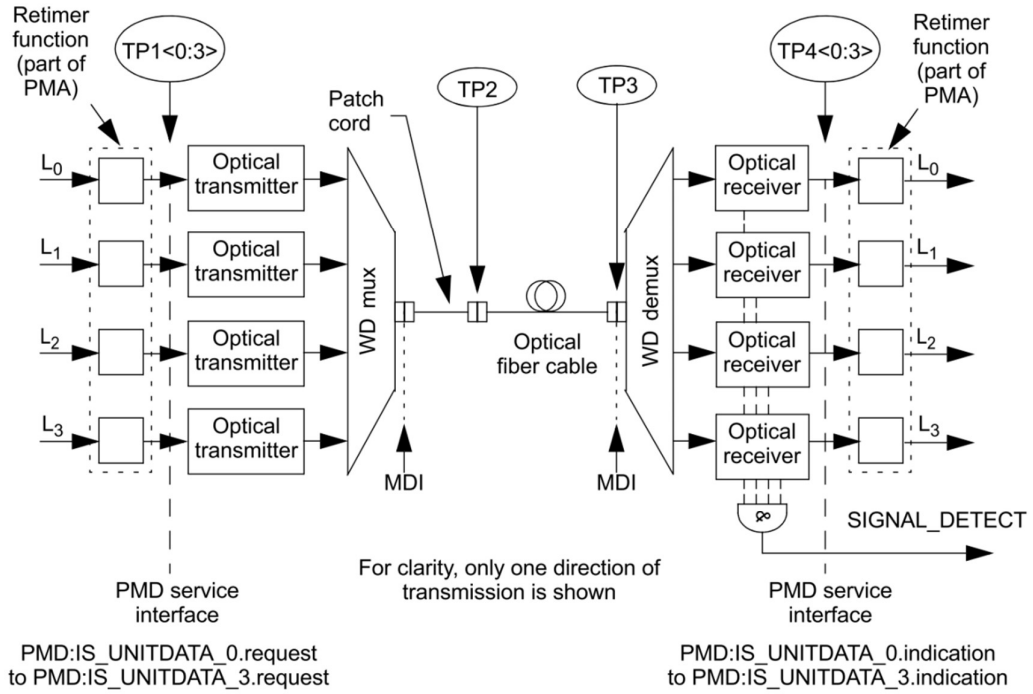 Retimer
function
(part of
PMA)
TP1<0:3>
TP2
TP3
TP4<0:3>
Retimer
function
(part of
PMA)
Patch
cord
L0
Optical
transmitter
Optical
receiver
L0
L1
Optical
transmitter
Optical
receiver
L1
WD mux
WD demux
L2
Optical
transmitter
Optical
fiber cable
Optical
receiver
L2
L3
Optical
transmitter
Optical
receiver
L3
MDI
MDI
&
SIGNAL_DETECT
For clarity, only one direction of
transmission is shown
PMD service
interface
PMD service
interface
PMD:IS_UNITDATA_0.request
to PMD:IS_UNITDATA_3.request
PMD:IS_UNITDATA_0.indication
to PMD:IS_UNITDATA_3.indication